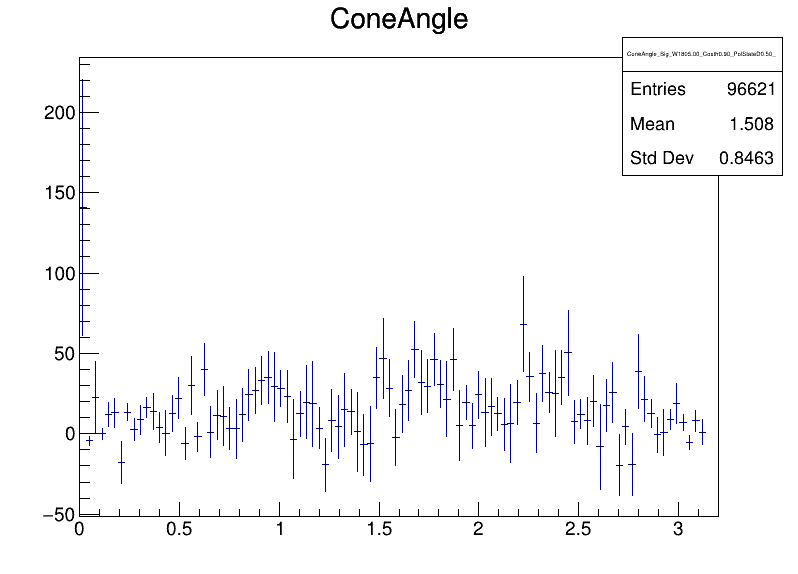 ConeAngle
ConeAngle_Sig_W1805.00_Costh0.90_PolStateD0.50_
Entries 96621
Mean 1.508
Std Dev 0.8463
200
150
100
50
0
−50
0 0.5 1 1.5 2 2.5 3